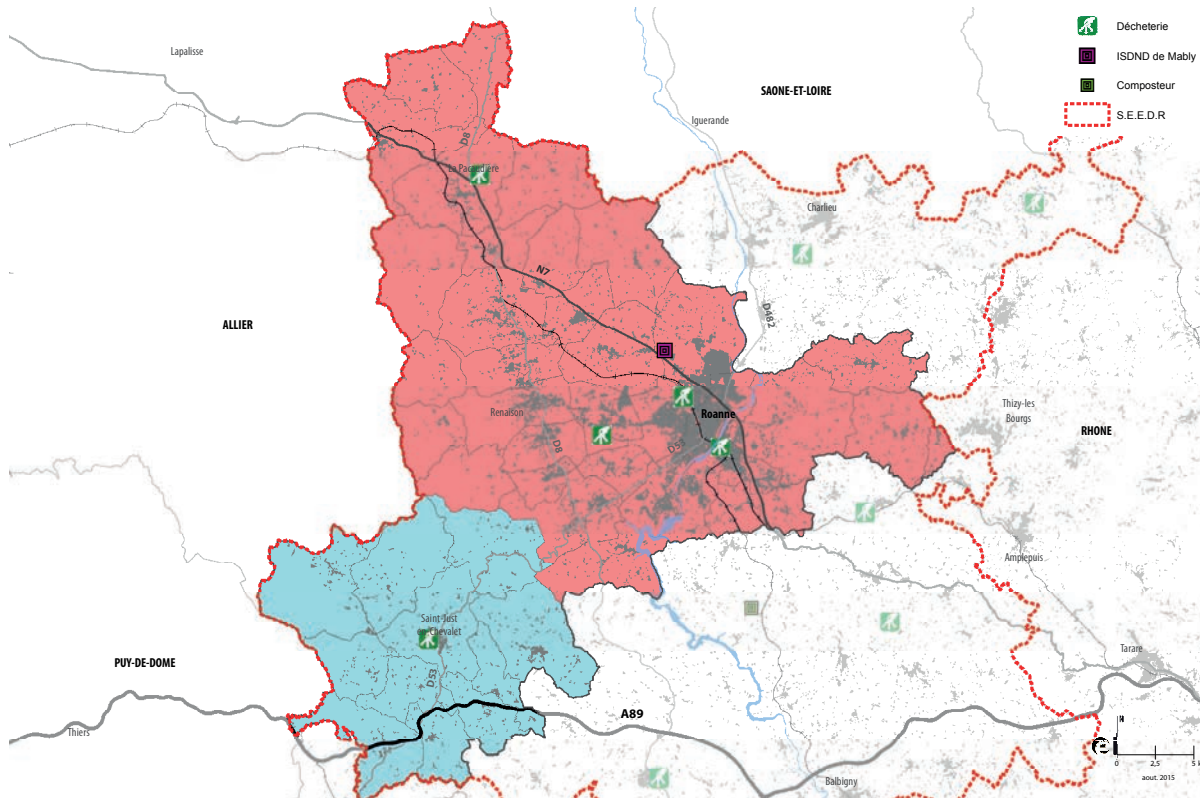 Décheterie
ISDND de Mably
Composteur
S.E.E.D.R
Lapalisse
SAONE-ET-LOIRE
Iguerande
D8
La Pacaudière
Charlieu
N7
D482
ALLIER
Renaison
Roanne
Thizy-les
Bourgs
RHONE
D8
D53
Amplepuis
Saint-Just
en-Chevalet
PUY-DE-DOME
D53
Tarare
A89
Thiers
Balbigny
N
0 2,5 5
aout. 2015